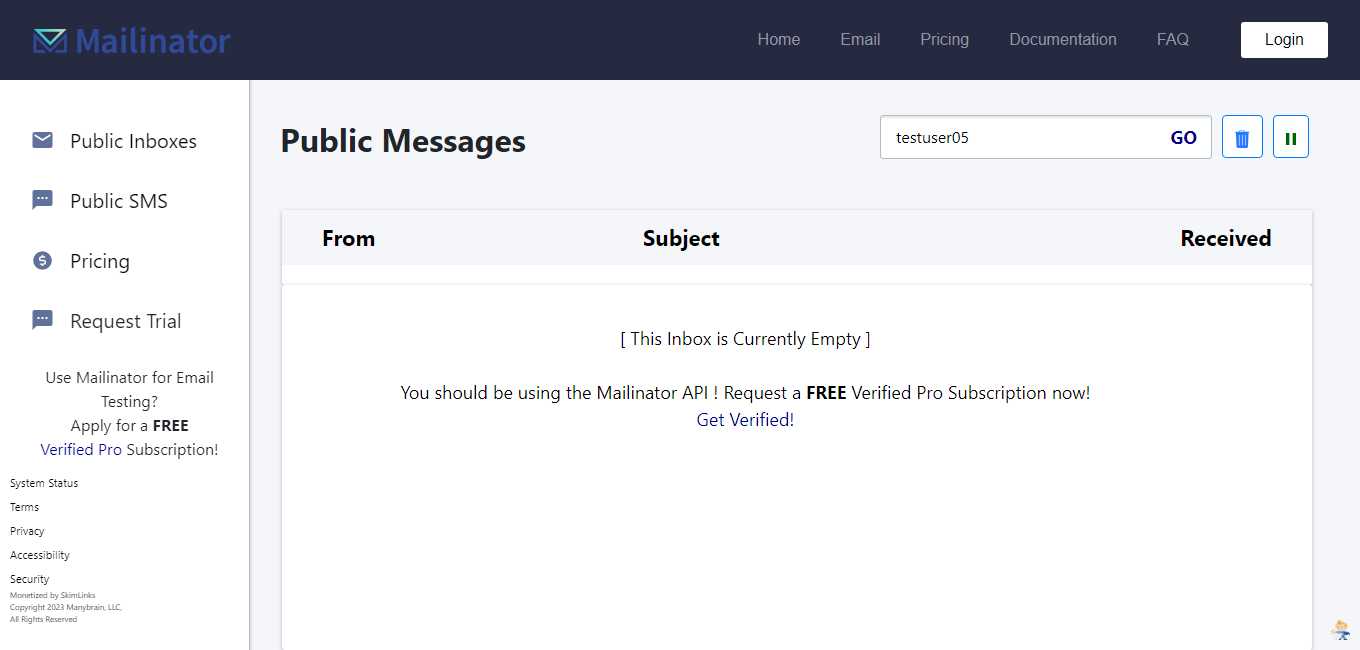 Mailinator
Home Email Pricing Documentation FAQ Login
Public Inboxes
Public SMS
Pricing
Request Trial
Use Mailinator for Email
Testing?
Apply for a FREE
Verified Pro Subscription!
System Status
Terms
Privacy
Accessibility
Security
Monetized by SkimLinks
Copyright 2023 Manybrain, LLC,
All Rights Reserved
Public Messages
testuser05 GO
From Subject Received
[ This Inbox is Currently Empty ]
You should be using the Mailinator API ! Request a FREE Verified Pro Subscription now!
Get Verified!